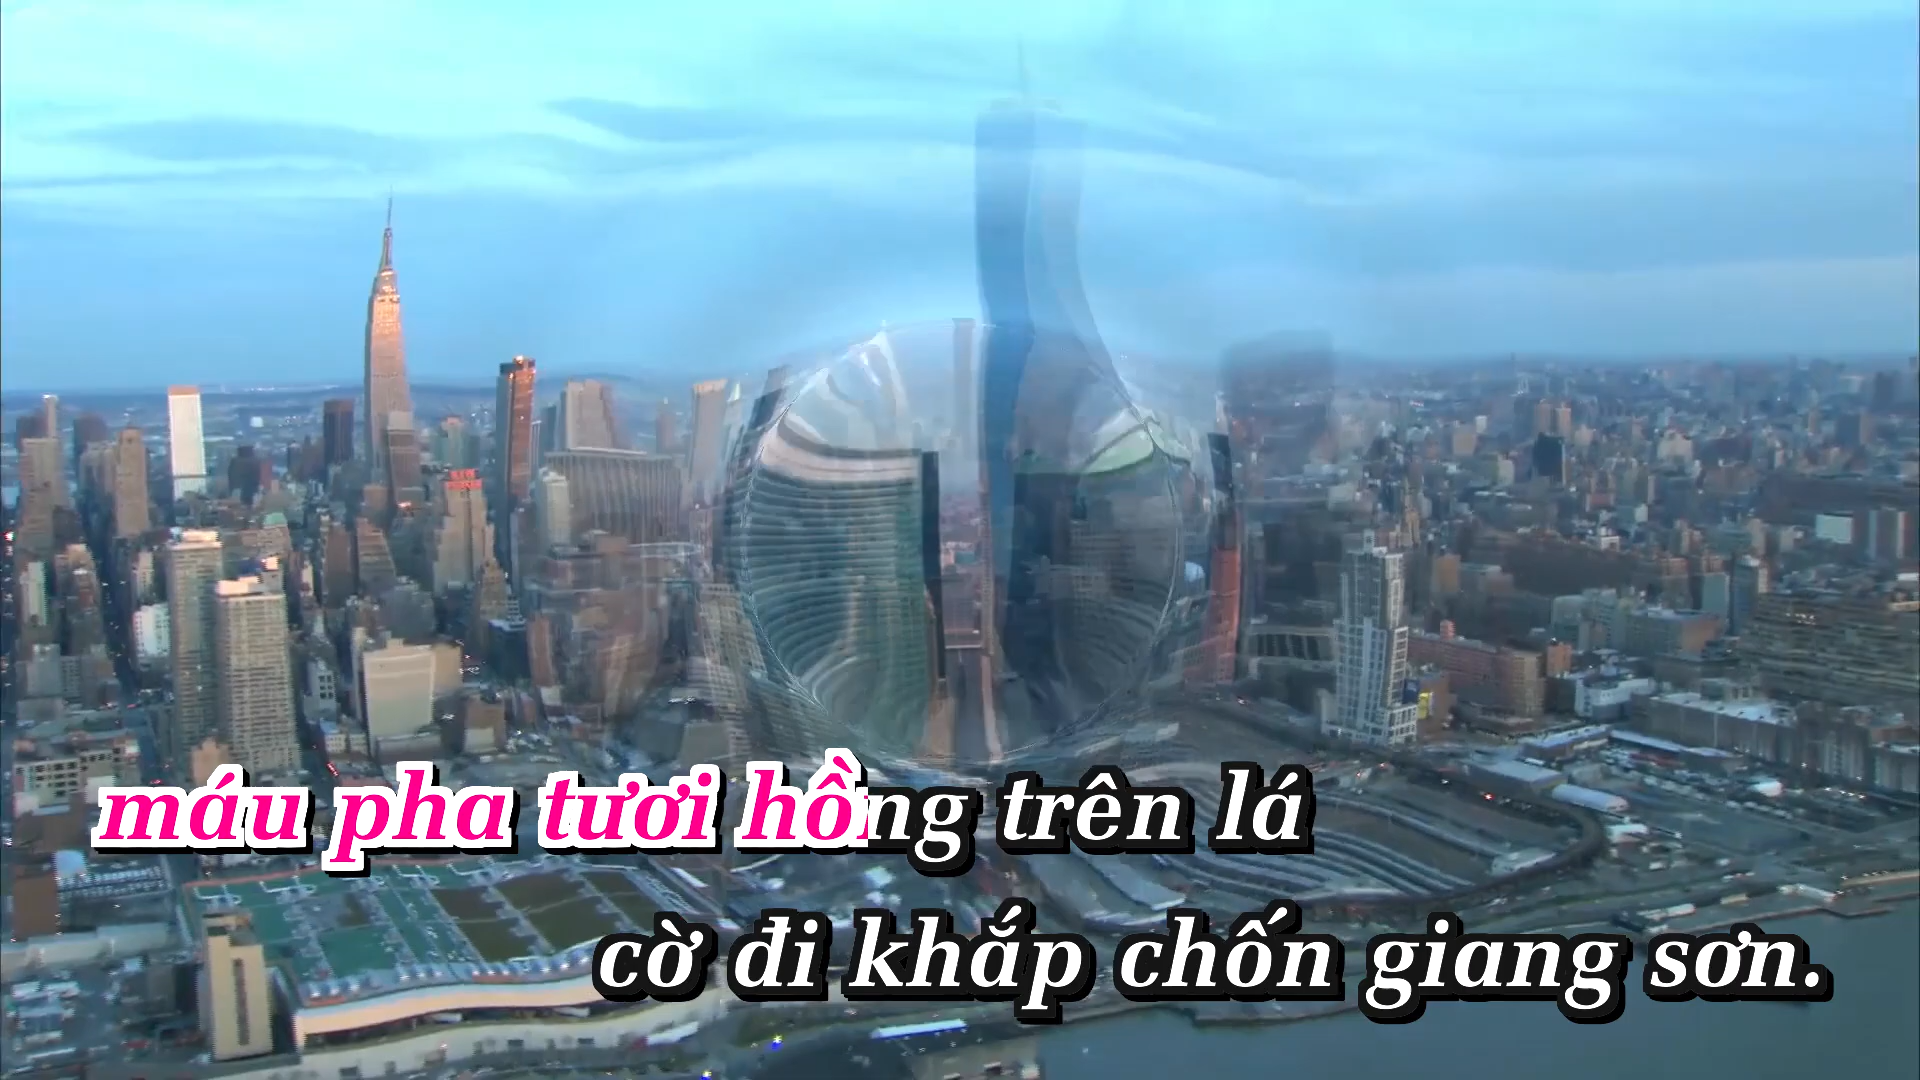 máu pha tươi hồng trên lá
cờ đi khắp chốn giang sơn.